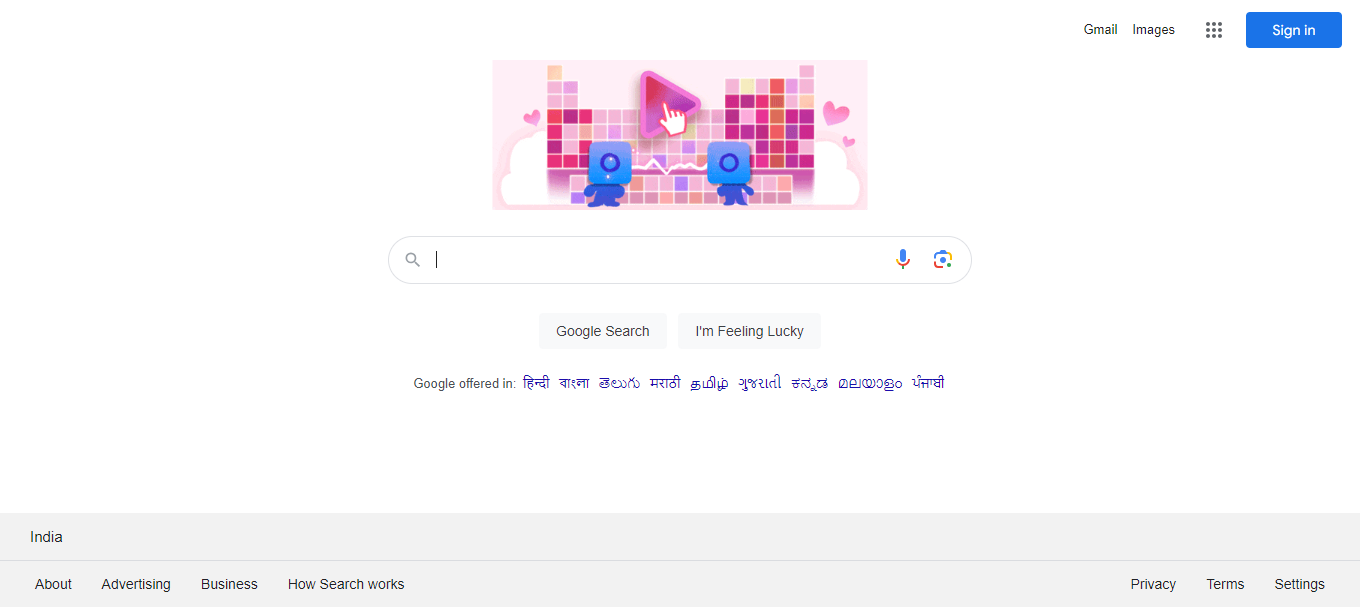 Gmail Images Sign in
Google Search I'm Feeling Lucky
Google offered in: हिन्दी বাংলা తెలుగు मराठी தமிழ் ગુજરાતી ಕನ್ನಡ മലയാളം ਪੰਜਾਬੀ
India
About Advertising Business How Search works Privacy Terms Settings